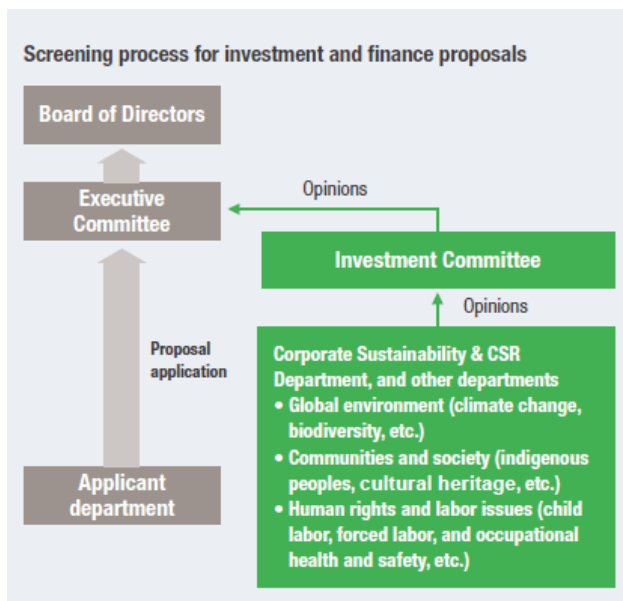 Screening process for investment and finance proposals
Board of Directors
Executive
Committee
Opinions
Investment Committee
Opinions
Proposal
application
Corporate Sustainability & CSR
Department, and other departments
• Global environment (climate change,
biodiversity, etc.)
• Communities and society (indigenous
peoples, cultural heritage, etc.)
• Human rights and labor issues (child
labor, forced labor, and occupational
health and safety, etc.)
Applicant
department